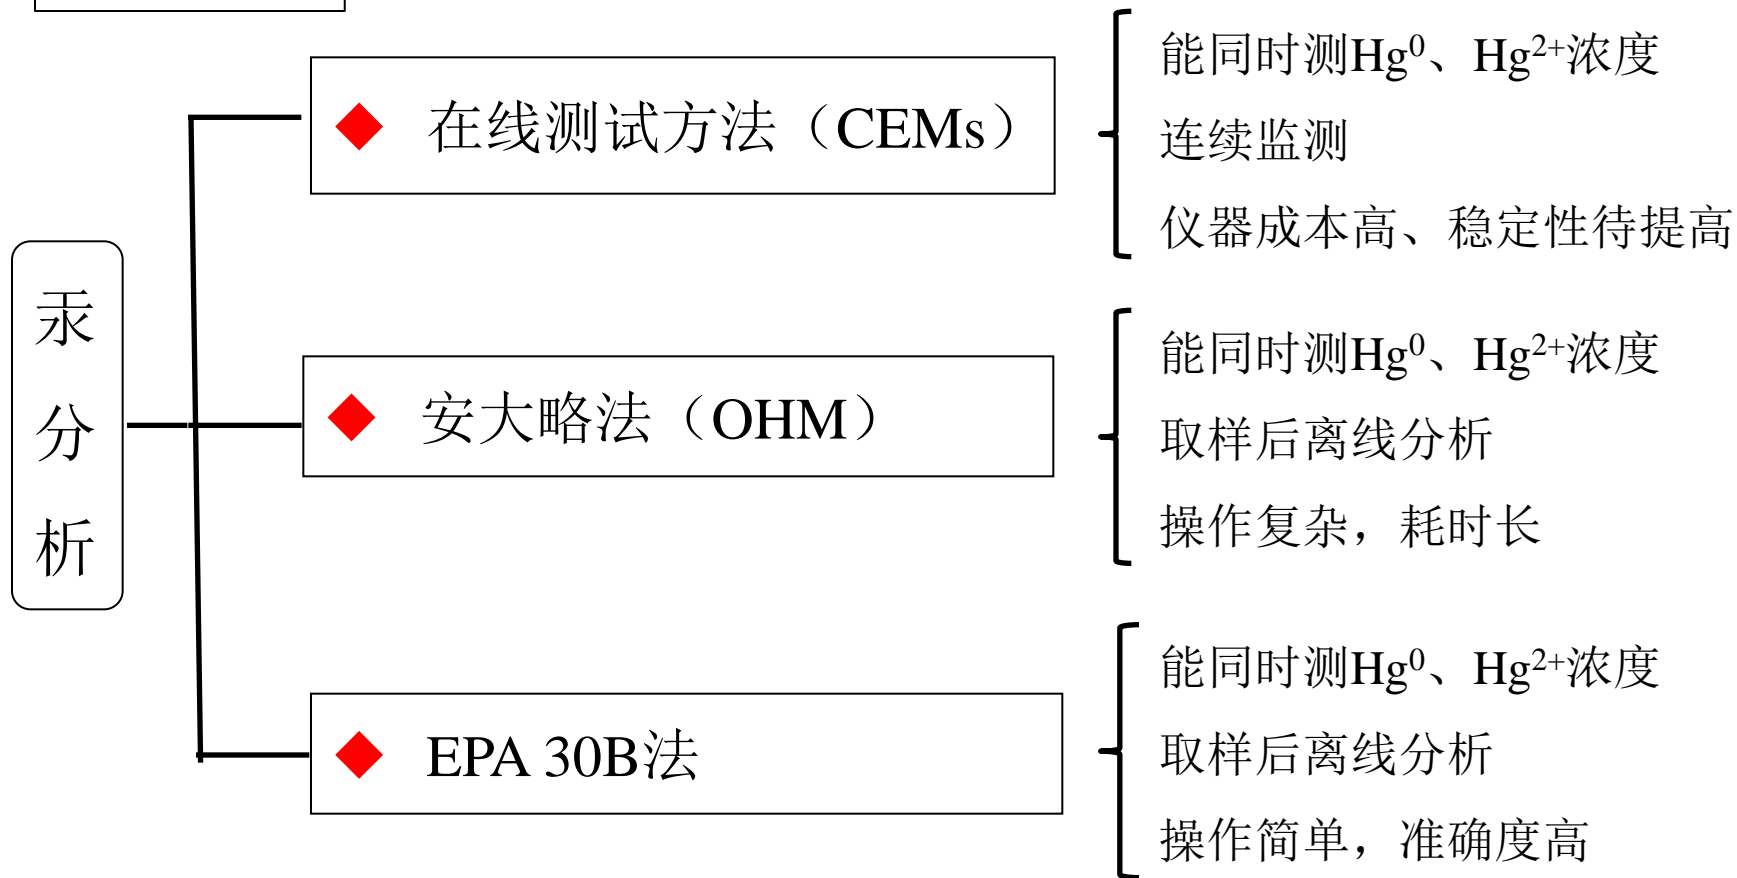 汞分析
◆ 在线测试方法（CEMs）
能同时测Hg⁰、Hg²⁺浓度
连续监测
仪器成本高、稳定性待提高
◆ 安大略法（OHM）
能同时测Hg⁰、Hg²⁺浓度
取样后离线分析
操作复杂，耗时长
◆ EPA 30B法
能同时测Hg⁰、Hg²⁺浓度
取样后离线分析
操作简单，准确度高